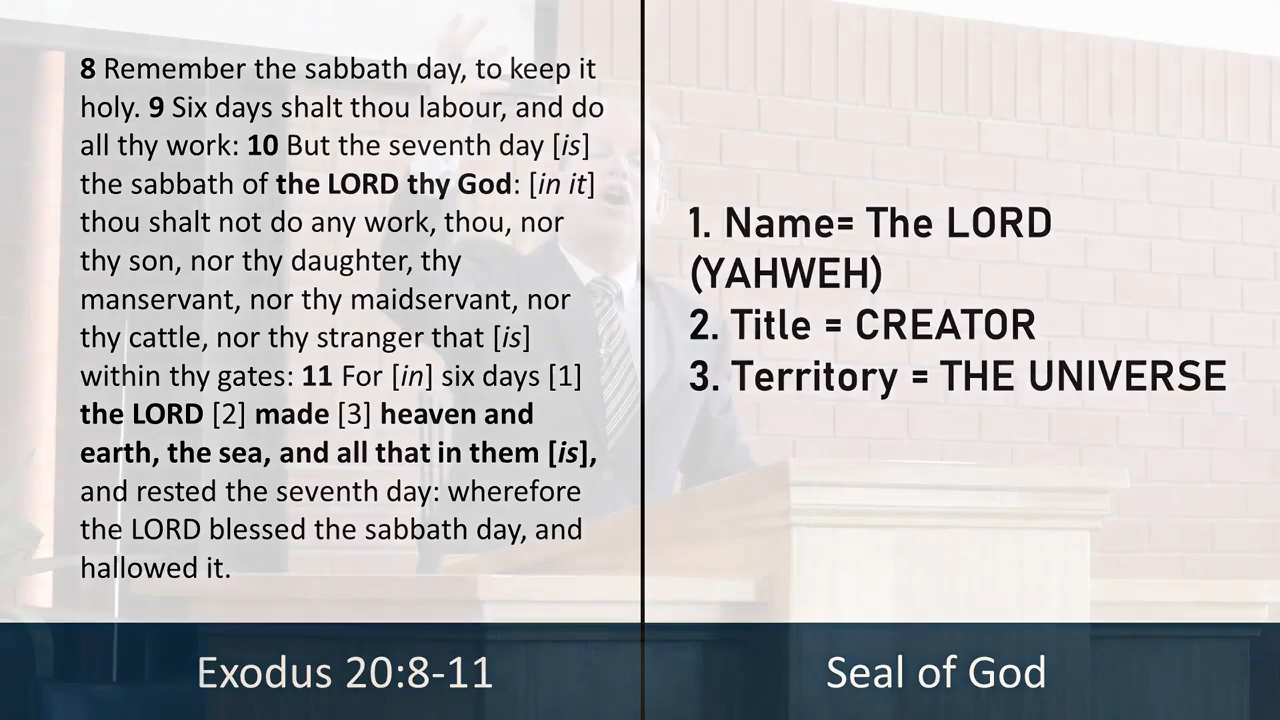 8 Remember the sabbath day, to keep it
holy. 9 Six days shalt thou labour, and do
all thy work: 10 But the seventh day [is]
the sabbath of the LORD thy God: [in it]
thou shalt not do any work, thou, nor
thy son, nor thy daughter, thy
manservant, nor thy maidservant, nor
thy cattle, nor thy stranger that [is]
within thy gates: 11 For [in] six days [1]
the LORD [2] made [3] heaven and
earth, the sea, and all that in them [is],
and rested the seventh day: wherefore
the LORD blessed the sabbath day, and
hallowed it.
Exodus 20:8-11
1. Name= The LORD
(YAHWEH)
2. Title = CREATOR
3. Territory = THE UNIVERSE
Seal of God